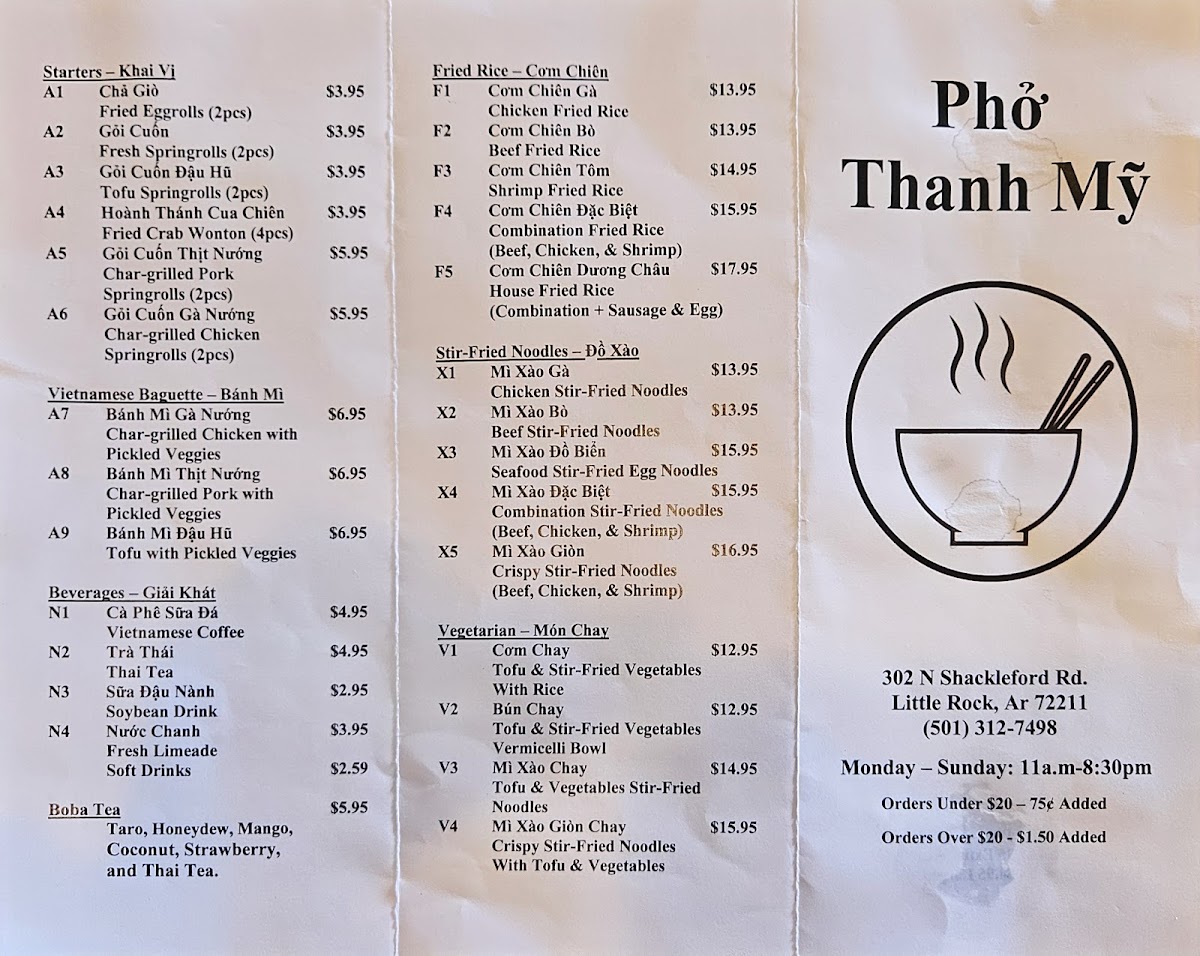 Starters – Khai Vị
A1 Chả Giò $3.95
Fried Eggrolls (2pcs)
A2 Gỏi Cuốn $3.95
Fresh Springrolls (2pcs)
A3 Gỏi Cuốn Đậu Hũ $3.95
Tofu Springrolls (2pcs)
A4 Hoành Thánh Cua Chiên $3.95
Fried Crab Wonton (4pcs)
A5 Gỏi Cuốn Thịt Nướng $5.95
Char-grilled Pork
Springrolls (2pcs)
A6 Gỏi Cuốn Gà Nướng $5.95
Char-grilled Chicken
Springrolls (2pcs)
Vietnamese Baguette – Bánh Mì
A7 Bánh Mì Gà Nướng $6.95
Char-grilled Chicken with
Pickled Veggies
A8 Bánh Mì Thịt Nướng $6.95
Char-grilled Pork with
Pickled Veggies
A9 Bánh Mì Đậu Hũ $6.95
Tofu with Pickled Veggies
Beverages – Giải Khát
N1 Cà Phê Sữa Đá $4.95
Vietnamese Coffee
N2 Trà Thái $4.95
Thai Tea
N3 Sữa Đậu Nành $2.95
Soybean Drink
N4 Nước Chanh $3.95
Fresh Limeade
Soft Drinks $2.59
Boba Tea $5.95
Taro, Honeydew, Mango,
Coconut, Strawberry,
and Thai Tea.
Fried Rice – Cơm Chiên
F1 Cơm Chiên Gà $13.95
Chicken Fried Rice
F2 Cơm Chiên Bò $13.95
Beef Fried Rice
F3 Cơm Chiên Tôm $14.95
Shrimp Fried Rice
F4 Cơm Chiên Đặc Biệt $15.95
Combination Fried Rice
(Beef, Chicken, & Shrimp)
F5 Cơm Chiên Dương Châu $17.95
House Fried Rice
(Combination + Sausage & Egg)
Stir-Fried Noodles – Đồ Xào
X1 Mì Xào Gà $13.95
Chicken Stir-Fried Noodles
X2 Mì Xào Bò $13.95
Beef Stir-Fried Noodles
X3 Mì Xào Đồ Biển $15.95
Seafood Stir-Fried Egg Noodles
X4 Mì Xào Đặc Biệt $15.95
Combination Stir-Fried Noodles
(Beef, Chicken, & Shrimp)
X5 Mì Xào Giòn $16.95
Crispy Stir-Fried Noodles
(Beef, Chicken, & Shrimp)
Vegetarian – Món Chay
V1 Cơm Chay $12.95
Tofu & Stir-Fried Vegetables
With Rice
V2 Bún Chay $12.95
Tofu & Stir-Fried Vegetables
Vermicelli Bowl
V3 Mì Xào Chay $14.95
Tofu & Vegetables Stir-Fried
Noodles
V4 Mì Xào Giòn Chay $15.95
Crispy Stir-Fried Noodles
With Tofu & Vegetables
Phở
Thanh Mỹ
302 N Shackleford Rd.
Little Rock, Ar 72211
(501) 312-7498
Monday – Sunday: 11a.m-8:30pm
Orders Under $20 – 75¢ Added
Orders Over $20 - $1.50 Added